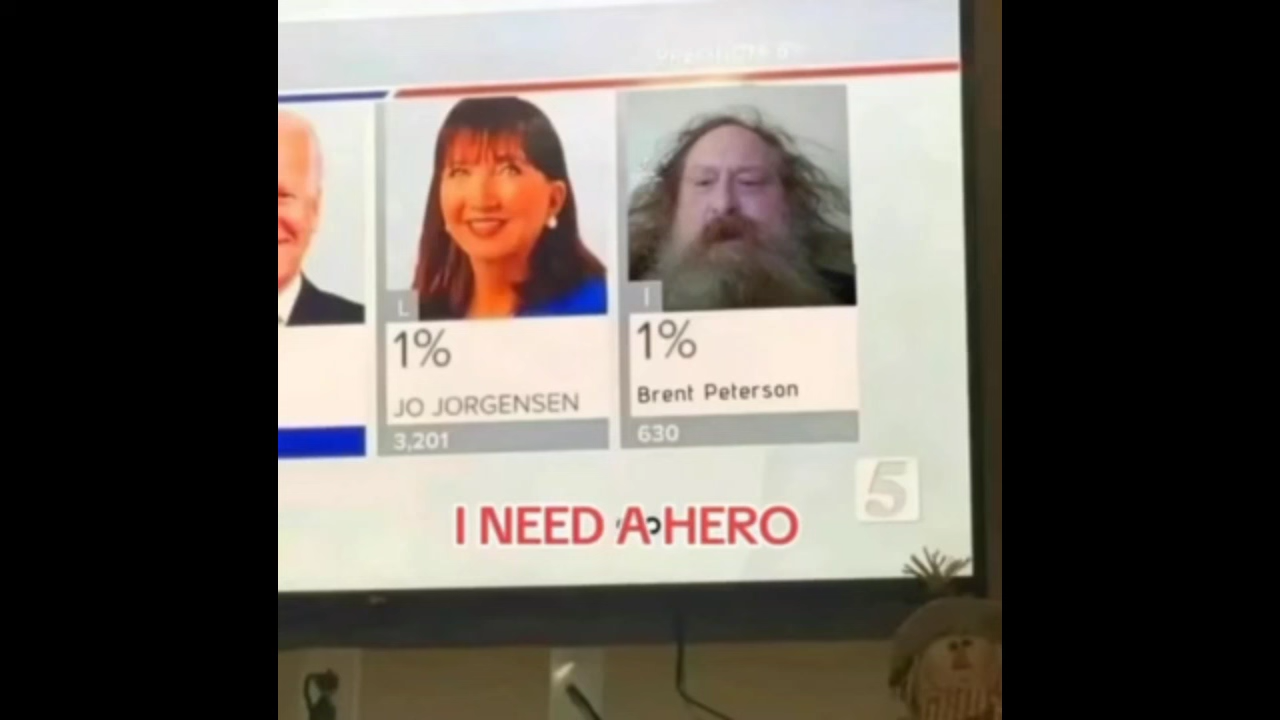 L
1%
JO JORGENSEN
3,201
I
1%
Brent Peterson
630
5
I NEED A HERO